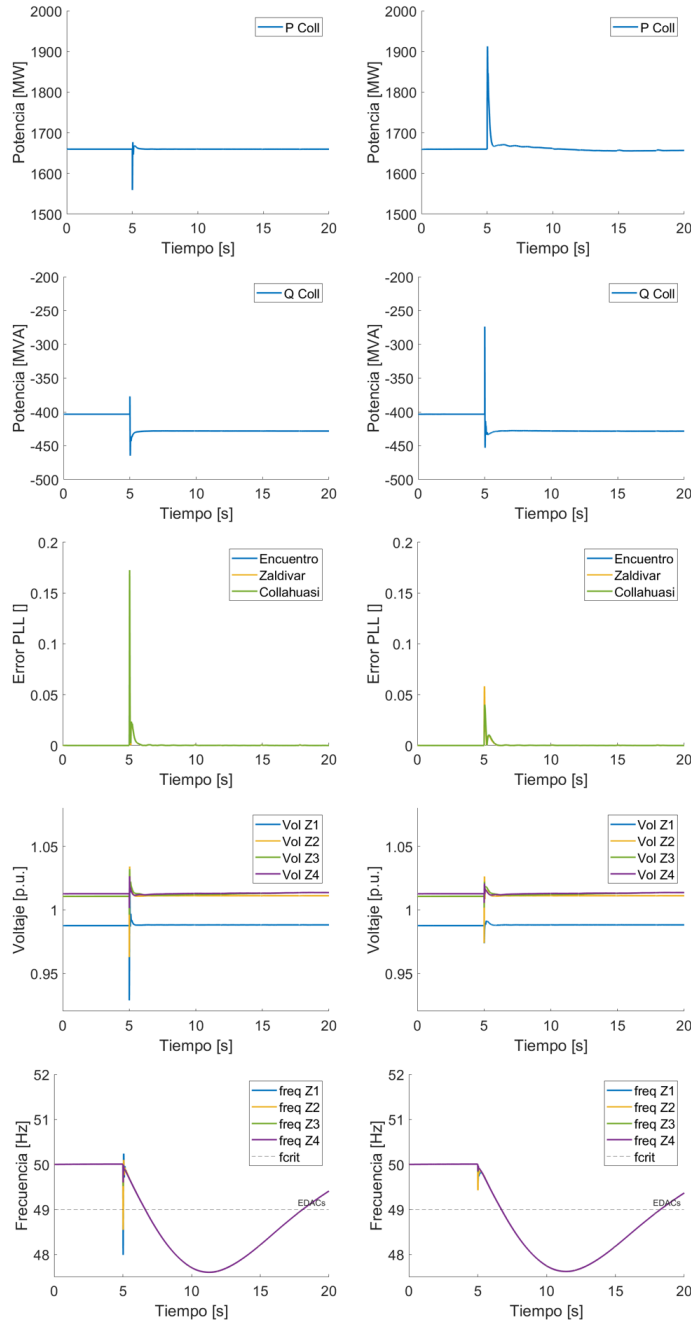 2000
1900
1800
1700
1600
1500
Potencia [MW]
P Coll
0 5 10 15 20
Tiempo [s]
2000
1900
1800
1700
1600
1500
Potencia [MW]
P Coll
0 5 10 15 20
Tiempo [s]
-200
-250
-300
-350
-400
-450
-500
Potencia [MVA]
Q Coll
0 5 10 15 20
Tiempo [s]
-200
-250
-300
-350
-400
-450
-500
Potencia [MVA]
Q Coll
0 5 10 15 20
Tiempo [s]
0.2
0.15
0.1
0.05
0
Error PLL []
Encuentro
Zaldivar
Collahuasi
0 5 10 15 20
Tiempo [s]
0.2
0.15
0.1
0.05
0
Error PLL []
Encuentro
Zaldivar
Collahuasi
0 5 10 15 20
Tiempo [s]
1.05
1
0.95
Voltaje [p.u.]
Vol Z1
Vol Z2
Vol Z3
Vol Z4
0 5 10 15 20
Tiempo [s]
1.05
1
0.95
Voltaje [p.u.]
Vol Z1
Vol Z2
Vol Z3
Vol Z4
0 5 10 15 20
Tiempo [s]
52
51
50
49
48
Frecuencia [Hz]
freq Z1
freq Z2
freq Z3
freq Z4
fcrit
EDACs
0 5 10 15 20
Tiempo [s]
52
51
50
49
48
Frecuencia [Hz]
freq Z1
freq Z2
freq Z3
freq Z4
fcrit
EDACs
0 5 10 15 20
Tiempo [s]